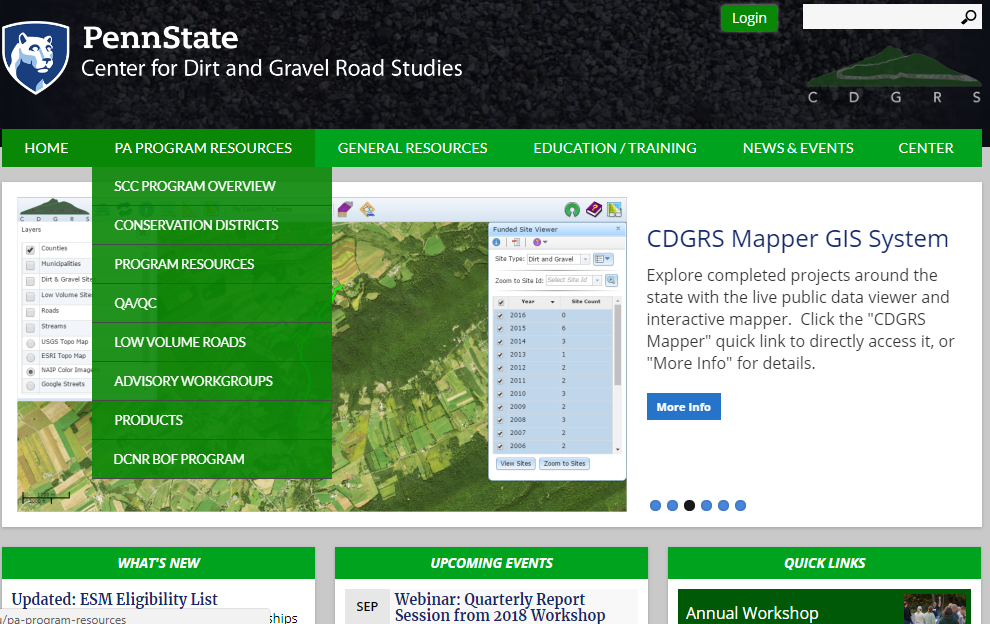 PennState
Center for Dirt and Gravel Road Studies
Login
C D G R S
HOME
PA PROGRAM RESOURCES
GENERAL RESOURCES
EDUCATION / TRAINING
NEWS & EVENTS
CENTER
SCC PROGRAM OVERVIEW
CONSERVATION DISTRICTS
PROGRAM RESOURCES
QA/QC
LOW VOLUME ROADS
ADVISORY WORKGROUPS
PRODUCTS
DCNR BOF PROGRAM
C D G R S
Layers
Counties
Municipalities
Dirt & Gravel Site
Low Volume Sites
Roads
Streams
USGS Topo Map
ESRI Topo Map
NAIP Color Image
Google Streets
Funded Site Viewer
Site Type: Dirt and Gravel
Zoom to Site Id: Select Site Id
Year Site Count
2016 0
2015 6
2014 3
2013 1
2012 2
2011 2
2010 3
2009 2
2008 3
2007 2
2006 2
View Sites Zoom to Sites
CDGRS Mapper GIS System
Explore completed projects around the
state with the live public data viewer and
interactive mapper. Click the "CDGRS
Mapper" quick link to directly access it, or
"More Info" for details.
More Info
WHAT'S NEW
Updated: ESM Eligibility List
ships
/pa-program-resources
UPCOMING EVENTS
SEP
Webinar: Quarterly Report
Session from 2018 Workshop
QUICK LINKS
Annual Workshop